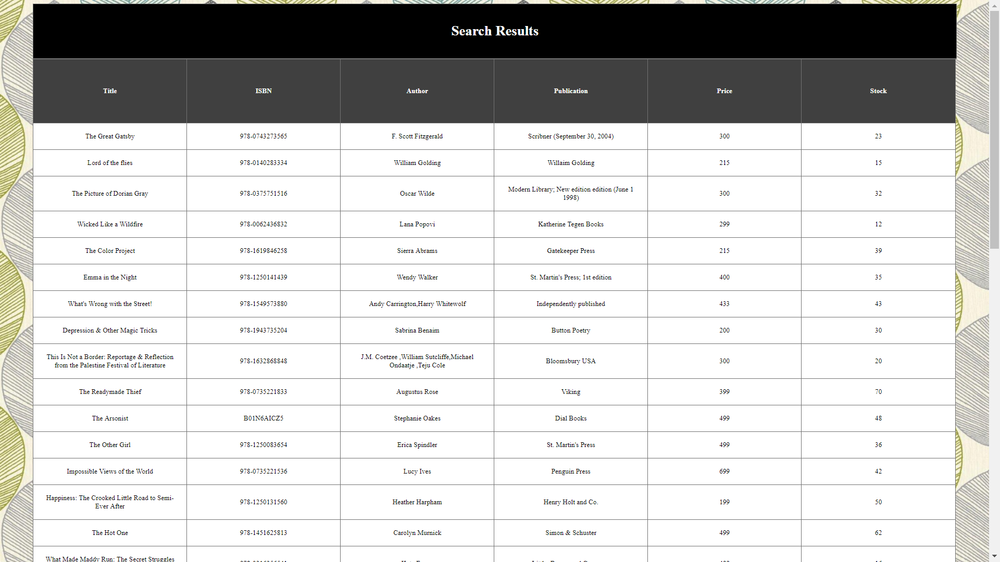 Search Results
Title ISBN Author Publication Price Stock
The Great Gatsby 978-0743273565 F. Scott Fitzgerald Scribner (September 30, 2004) 300 23
Lord of the flies 978-0140283334 William Golding Willaim Golding 215 15
The Picture of Dorian Gray 978-0375751516 Oscar Wilde Modern Library; New edition edition (June 1
1998) 300 32
Wicked Like a Wildfire 978-0062436832 Lana Popovi Katherine Tegen Books 299 12
The Color Project 978-1619846258 Sierra Abrams Gatekeeper Press 215 39
Emma in the Night 978-1250141439 Wendy Walker St. Martin's Press; 1st edition 400 35
What's Wrong with the Street! 978-1549573880 Andy Carrington,Harry Whitewolf Independently published 433 43
Depression & Other Magic Tricks 978-1943735204 Sabrina Benaim Button Poetry 200 30
This Is Not a Border: Reportage & Reflection
from the Palestine Festival of Literature 978-1632868848 J.M. Coetzee ,William Sutcliffe,Michael
Ondaatje ,Teju Cole Bloomsbury USA 300 20
The Readymade Thief 978-0735221833 Augustus Rose Viking 399 70
The Arsonist B01N6AICZ5 Stephanie Oakes Dial Books 499 48
The Other Girl 978-1250083654 Erica Spindler St. Martin's Press 499 36
Impossible Views of the World 978-0735221536 Lucy Ives Penguin Press 699 42
Happiness: The Crooked Little Road to Semi-
Ever After 978-1250131560 Heather Harpham Henry Holt and Co. 199 50
The Hot One 978-1451625813 Carolyn Murnick Simon & Schuster 499 62
What Made Maddy Run: The Secret Struggles